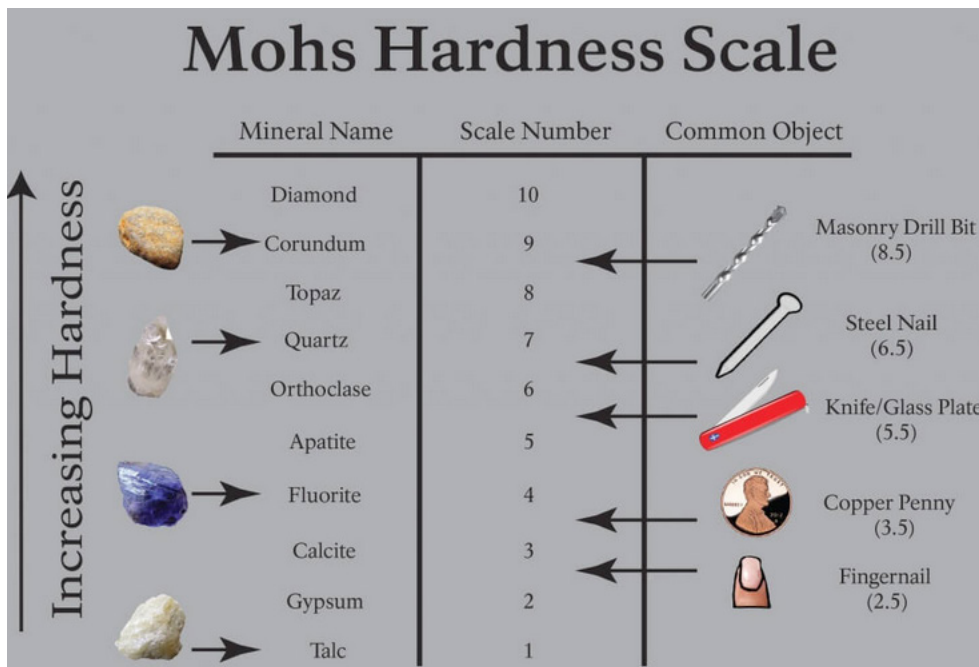 Mohs Hardness Scale
Mineral Name Scale Number Common Object
Increasing Hardness
Diamond 10
Corundum 9
Masonry Drill Bit
(8.5)
Topaz 8
Quartz 7
Steel Nail
(6.5)
Orthoclase 6
Knife/Glass Plate
(5.5)
Apatite 5
Fluorite 4
Copper Penny
(3.5)
Calcite 3
Fingernail
(2.5)
Gypsum 2
Talc 1